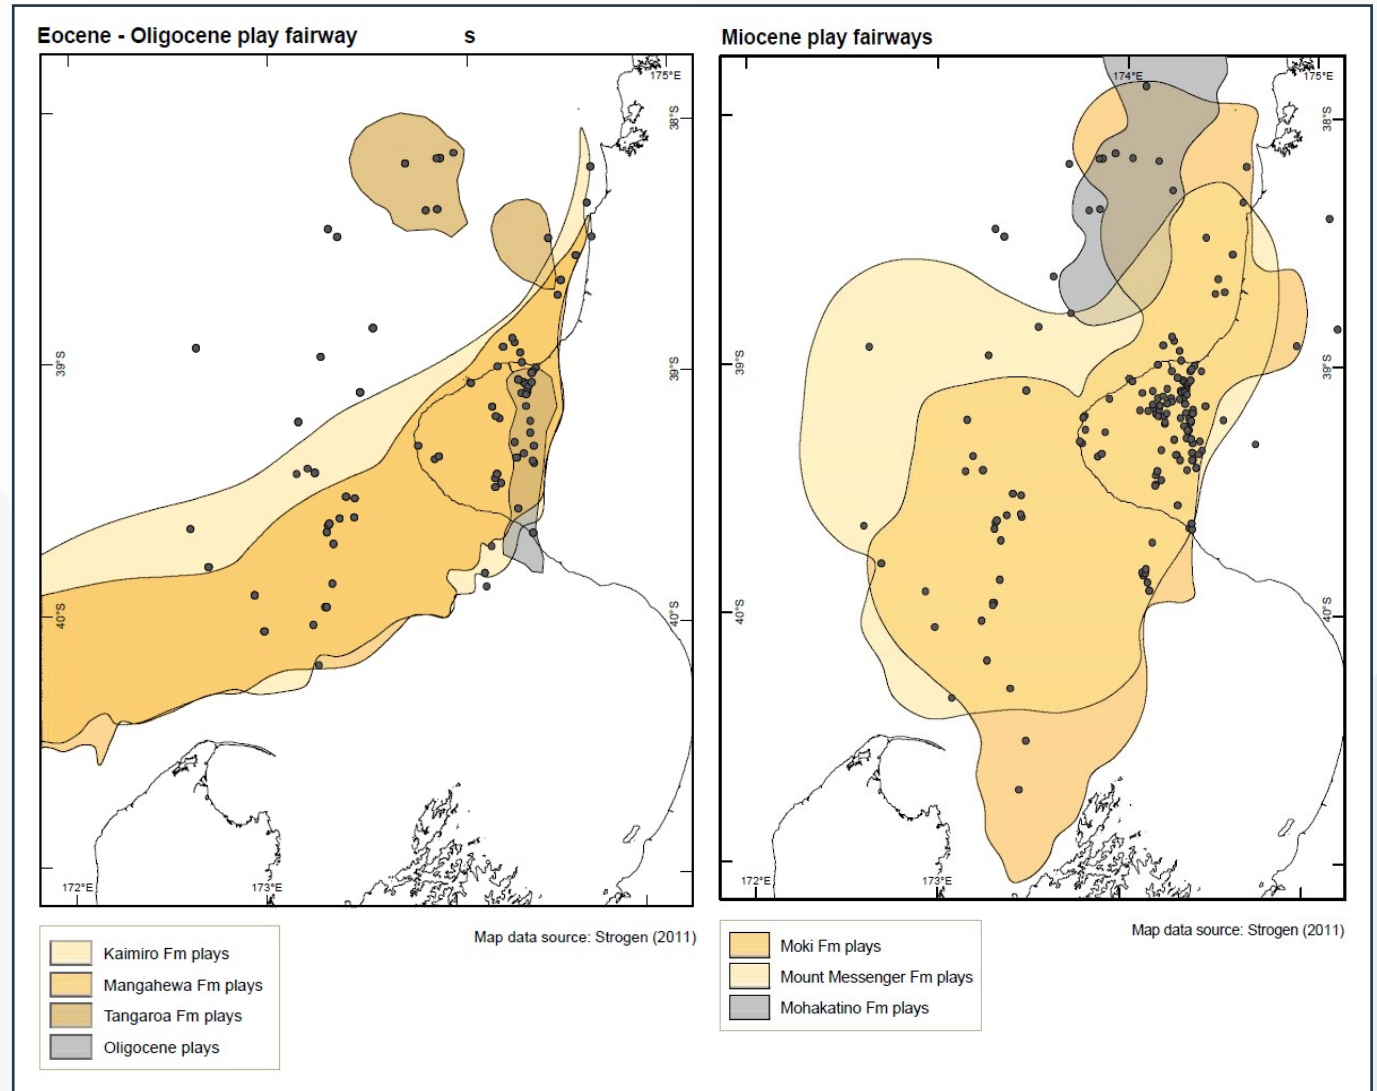 Eocene - Oligocene play fairway s
175°E
38°S
39°S
39°S
40°S
40°S
172°E
173°E
Map data source: Strogen (2011)
Kaimiro Fm plays
Mangahewa Fm plays
Tangaroa Fm plays
Oligocene plays
Miocene play fairways
174°E
175°E
38°S
39°S
39°S
40°S
40°S
172°E
173°E
Map data source: Strogen (2011)
Moki Fm plays
Mount Messenger Fm plays
Mohakatino Fm plays